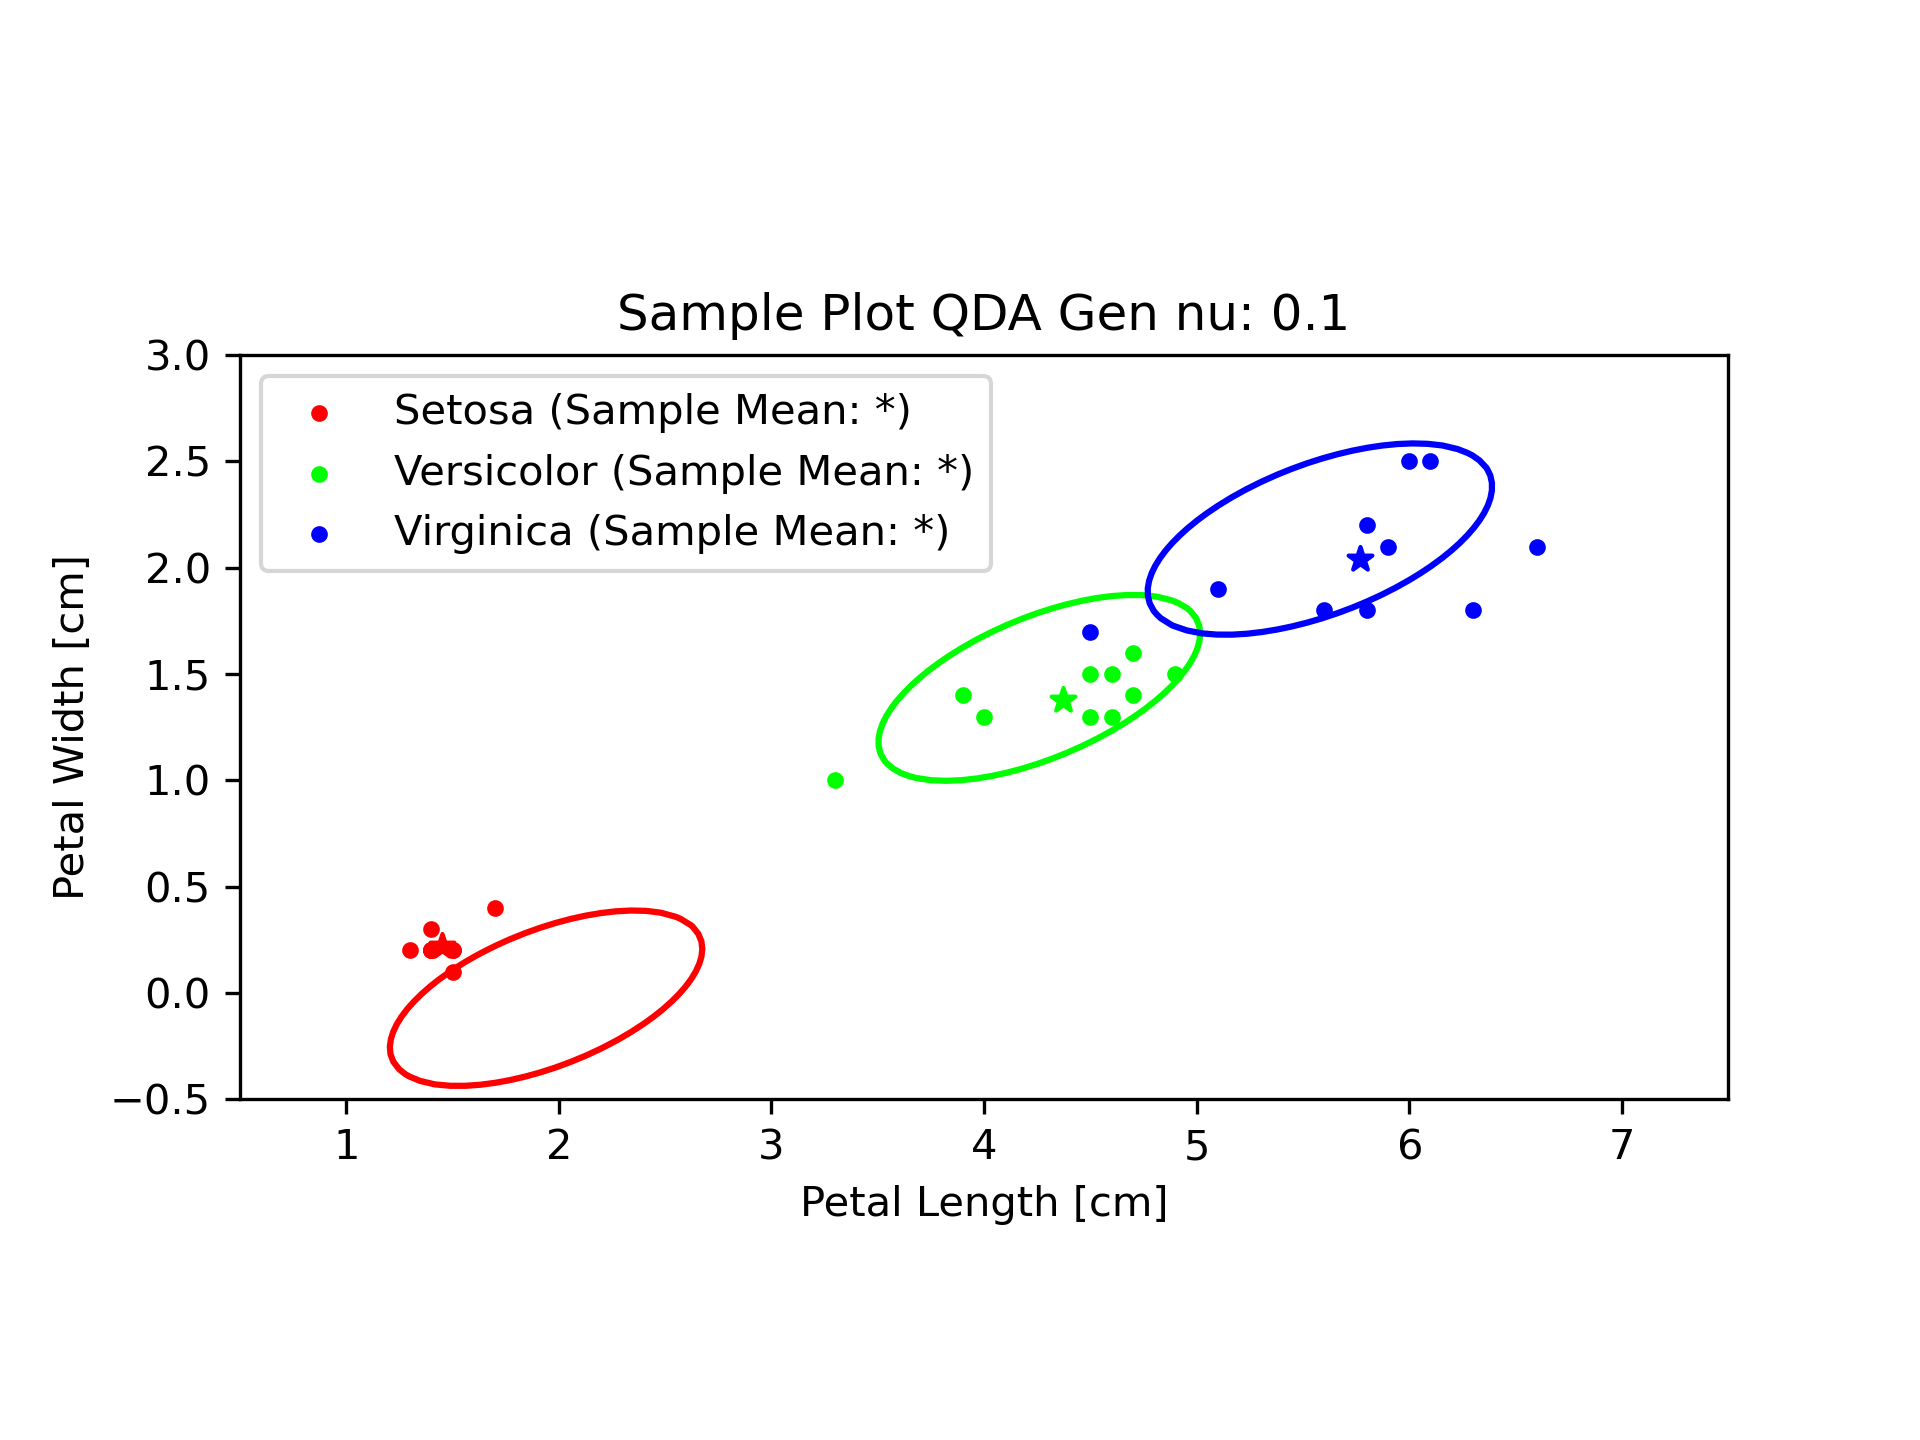 Sample Plot QDA Gen nu: 0.1
3.0
2.5
2.0
1.5
1.0
0.5
0.0
−0.5
Petal Width [cm]
Setosa (Sample Mean: *)
Versicolor (Sample Mean: *)
Virginica (Sample Mean: *)
1 2 3 4 5 6 7
Petal Length [cm]